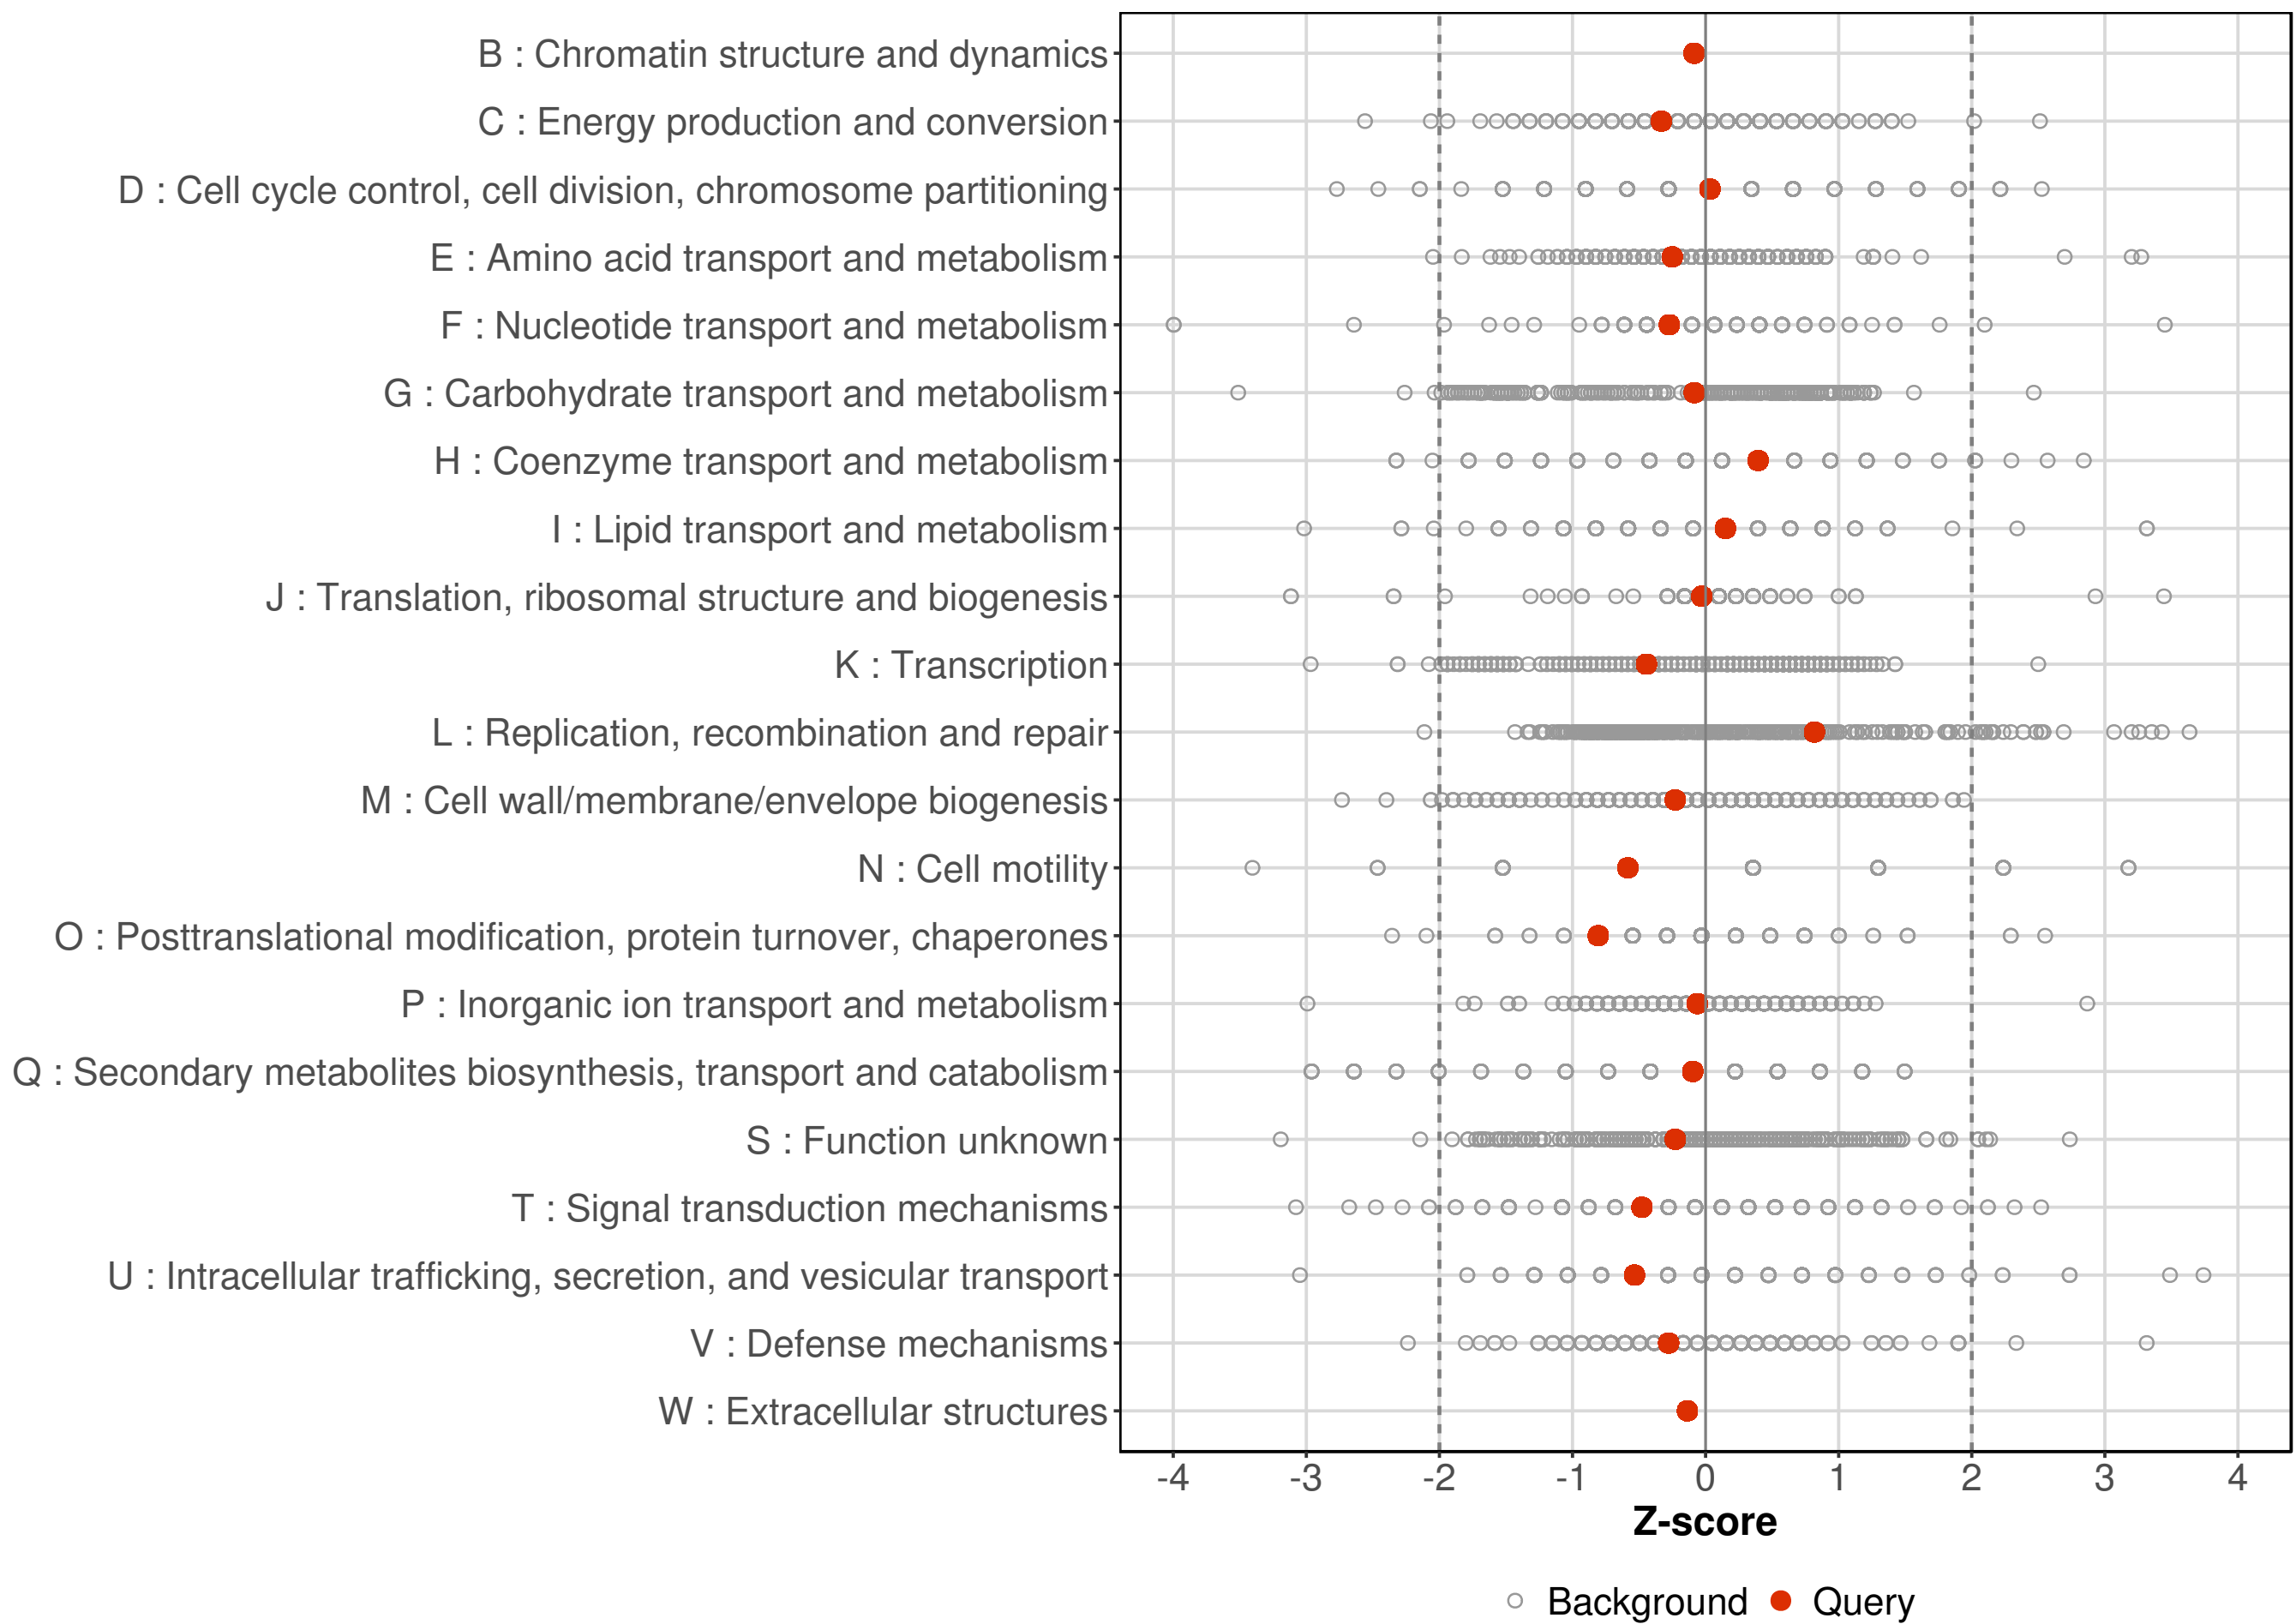 B : Chromatin structure and dynamics
C : Energy production and conversion
D : Cell cycle control, cell division, chromosome partitioning
E : Amino acid transport and metabolism
F : Nucleotide transport and metabolism
G : Carbohydrate transport and metabolism
H : Coenzyme transport and metabolism
I : Lipid transport and metabolism
J : Translation, ribosomal structure and biogenesis
K : Transcription
L : Replication, recombination and repair
M : Cell wall/membrane/envelope biogenesis
N : Cell motility
O : Posttranslational modification, protein turnover, chaperones
P : Inorganic ion transport and metabolism
Q : Secondary metabolites biosynthesis, transport and catabolism
S : Function unknown
T : Signal transduction mechanisms
U : Intracellular trafficking, secretion, and vesicular transport
V : Defense mechanisms
W : Extracellular structures
-4 -3 -2 -1 0 1 2 3 4
Z-score
Background Query